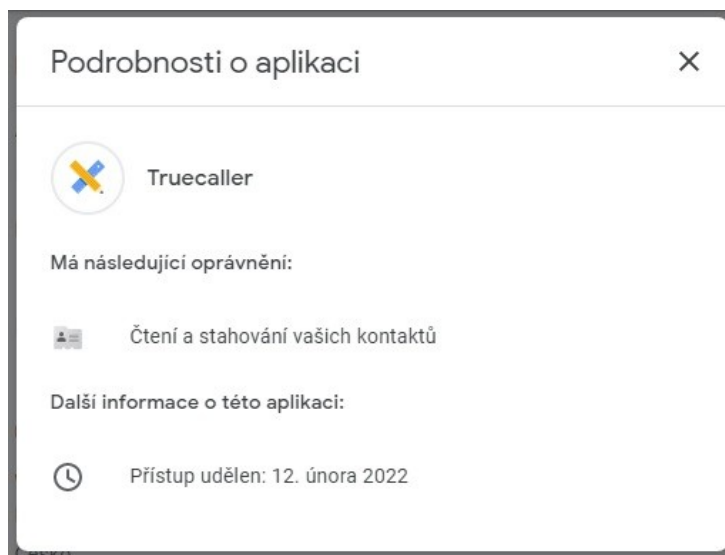 Podrobnosti o aplikaci
Truecaller
Má následující oprávnění:
Čtení a stahování vašich kontaktů
Další informace o této aplikaci:
Přístup udělen: 12. února 2022